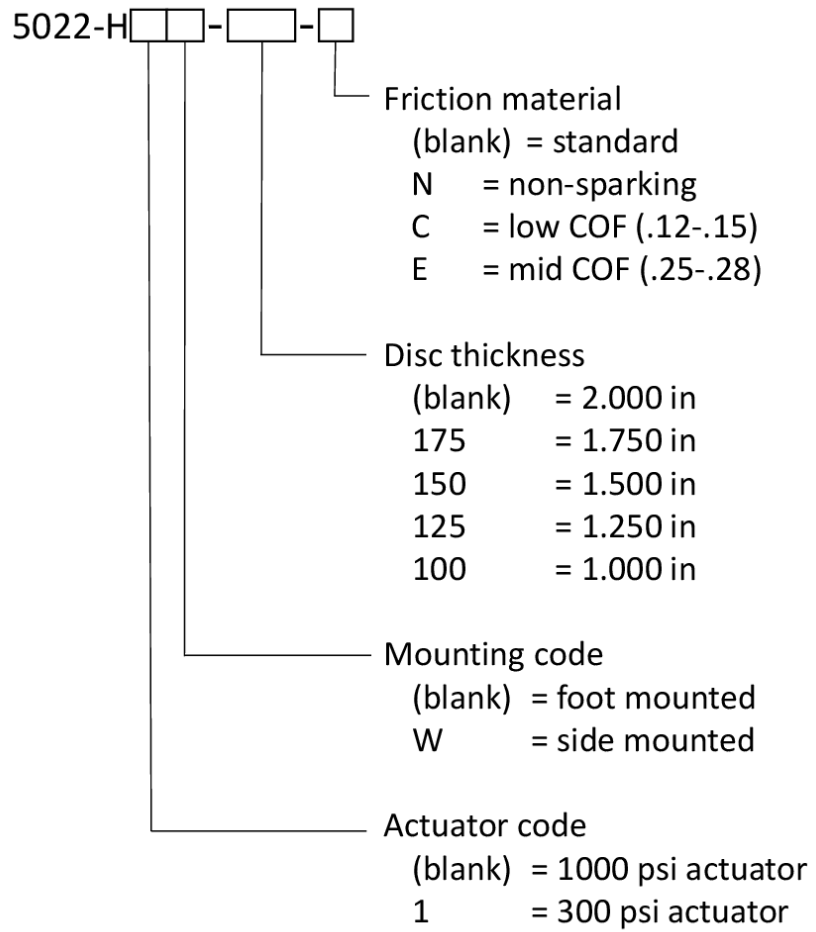 5022-H - -
Friction material
(blank) = standard
N = non-sparking
C = low COF (.12-.15)
E = mid COF (.25-.28)
Disc thickness
(blank) = 2.000 in
175 = 1.750 in
150 = 1.500 in
125 = 1.250 in
100 = 1.000 in
Mounting code
(blank) = foot mounted
W = side mounted
Actuator code
(blank) = 1000 psi actuator
1 = 300 psi actuator